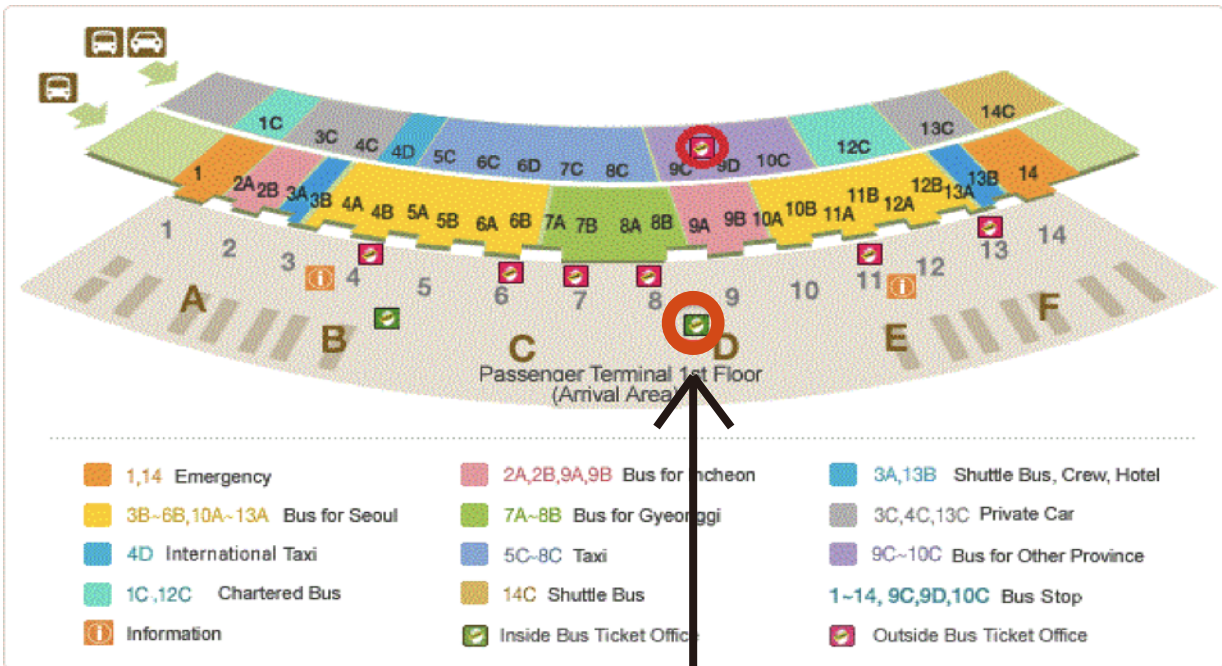 1C
3C
4C
4D
5C
6C
6D
7C
8C
9C
9D
10C
12C
13C
14C
1
2A
2B
3A
3B
4A
4B
5A
5B
6A
6B
7A
7B
8A
8B
9A
9B
10A
10B
11A
11B
12A
12B
13A
13B
14
1
2
3
4
5
6
7
8
9
10
11
12
13
14
A
B
C
D
E
F
Passenger Terminal 1st Floor
(Arrival Area)
1,14 Emergency
2A,2B,9A,9B Bus for Incheon
3A,13B Shuttle Bus, Crew, Hotel
3B~6B,10A~13A Bus for Seoul
7A~8B Bus for Gyeonggi
3C,4C,13C Private Car
4D International Taxi
5C~8C Taxi
9C~10C Bus for Other Province
1C,12C Chartered Bus
14C Shuttle Bus
1~14, 9C,9D,10C Bus Stop
Information
Inside Bus Ticket Office
Outside Bus Ticket Office